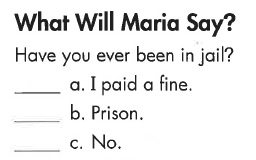 What Will Maria Say?
Have you ever been in jail?
_____ a. I paid a fine.
_____ b. Prison.
_____ c. No.